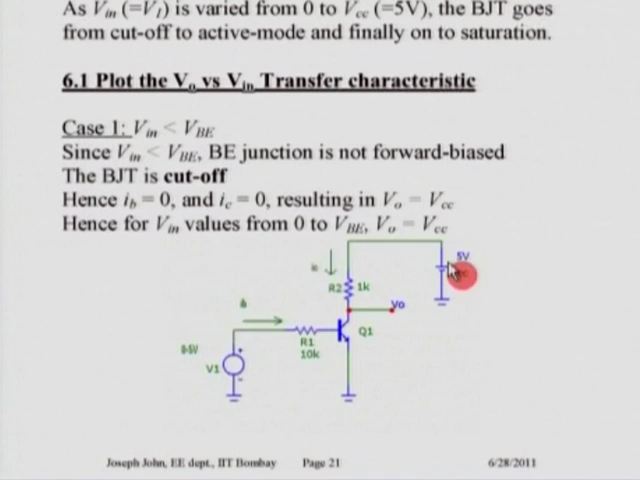 As Vin (=VI) is varied from 0 to Vcc (=5V), the BJT goes
from cut-off to active-mode and finally on to saturation.
6.1 Plot the Vo vs Vin Transfer characteristic
Case 1: Vin < VBE
Since Vin < VBE, BE junction is not forward-biased
The BJT is cut-off
Hence ib = 0, and ic = 0, resulting in Vo = Vcc
Hence for Vin values from 0 to VBE, Vo = Vcc
5V
R2 1k
Vo
Q1
R1
10k
0-5V
V1
Joseph John, EE dept., IIT Bombay Page 21 6/28/2011